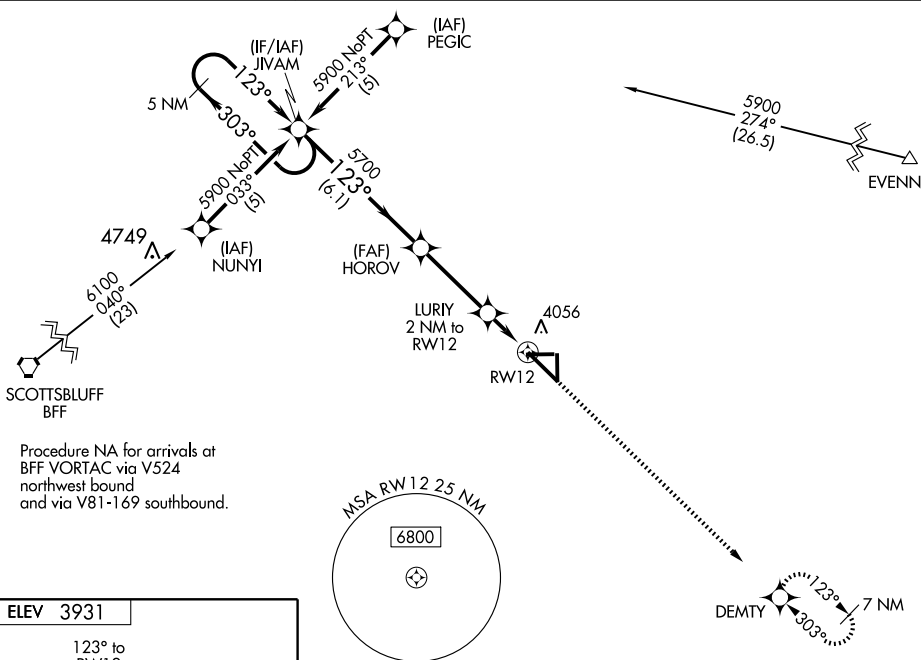 (IAF)
PEGIC
(IF/IAF)
JIVAM
5900 NoPT
213°
(5)
123°
5 NM
303°
5900
274°
(26.5)
EVENN
5900 NoPT
033°
(5)
5700
123°
(6.1)
4749
(IAF)
NUNYI
(FAF)
HOROV
6100
040°
(23)
LURIY
2 NM to
RW12
4056
RW12
SCOTTSBLUFF
BFF
Procedure NA for arrivals at
BFF VORTAC via V524
northwest bound
and via V81-169 southbound.
MSA RW12 25 NM
6800
DEMTY
123°
303°
7 NM
ELEV 3931
123° to